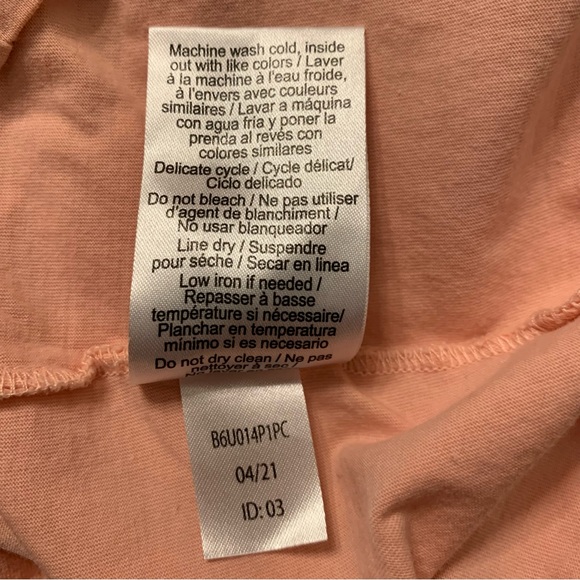 Machine wash cold, inside
out with like colors / Laver
à la machine à l'eau froide,
à l'envers avec couleurs
similaires / Lavar a máquina
con agua fría y poner la
prenda al revés con
colores similares
Delicate cycle / Cycle délicat/
Ciclo delicado
Do not bleach / Ne pas utiliser
d'agent de blanchiment /
No usar blanqueador
Line dry / Suspendre
pour séche / Secar en linea
Low iron if needed /
Repasser à basse
température si nécessaire/
Planchar en temperatura
mínimo si es necesario
Do not dry clean / Ne pas
nettoyer à sec /
B6U014P1PC
04/21
ID: 03